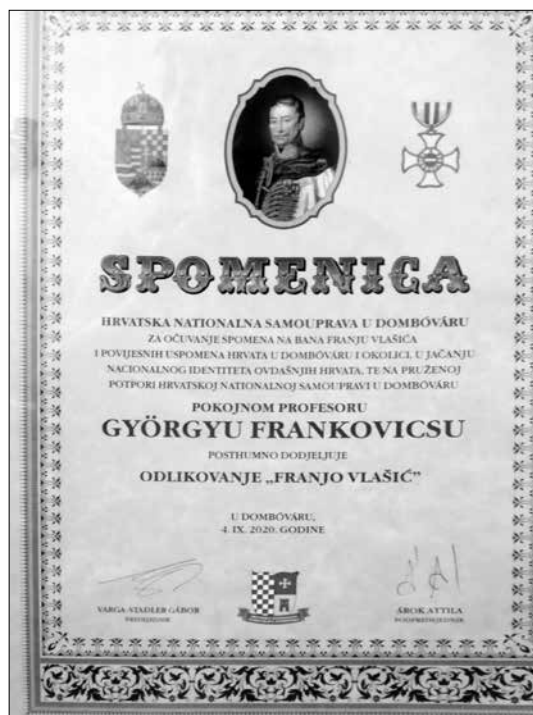 SPOMENICA
HRVATSKA NATIONALNA SAMOUPRAVA U DOMBÓVÁRU
ZA OČUVANJE SPOMENA NA BANA FRANJU VLAŠIĆA
I POVIJESNIH USPOMENA HRVATA U DOMBÓVÁRU I OKOLICI, U JAČANJU
NACIONALNOG IDENTITETA OVDAŠNJIH HRVATA, TE NA PRUŽENOJ
POTPORI HRVATSKOJ NATIONALNOJ SAMOUPRAVI U DOMBÓVÁRU
POKOJNOM PROFESORU
GYÖRGYU FRANKOVICSU
POSTHUMNO DODJELJUJE
ODLIKOVANJE „FRANJO VLAŠIĆ”
U DOMBÓVÁRU,
4. IX. 2020. GODINE
VARGA-STADLER GÁBOR
PREDSJEDNIK
ÁROK ATTILA
PODPREDSJEDNIK